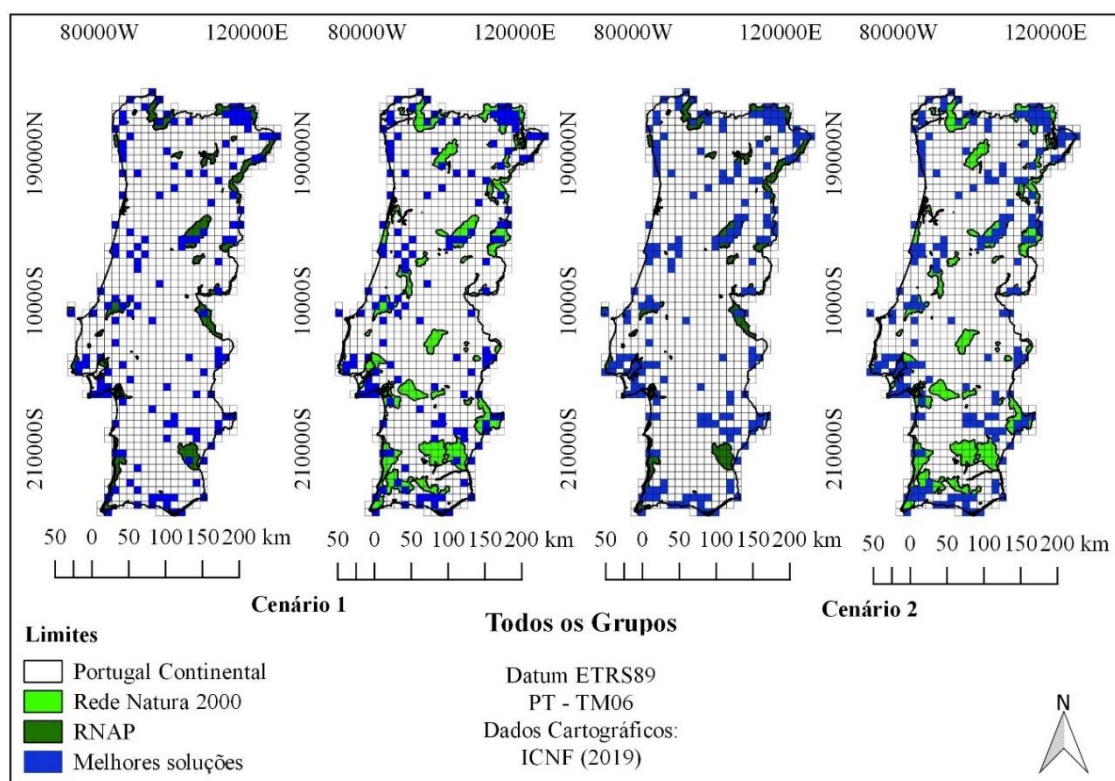 80000W 120000E 80000W 120000E 80000W 120000E 80000W 120000E
190000N 190000N 190000N 190000N
10000S 10000S 10000S 10000S
210000S 210000S 210000S 210000S
50 0 50 100 150 200 km 50 0 50 100 150 200 km 50 0 50 100 150 200 km 50 0 50 100 150 200 km
Cenário 1 Cenário 2
Todos os Grupos
Limites
Portugal Continental
Rede Natura 2000
RNAP
Melhores soluções
Datum ETRS89
PT - TM06
Dados Cartográficos:
ICNF (2019)
N